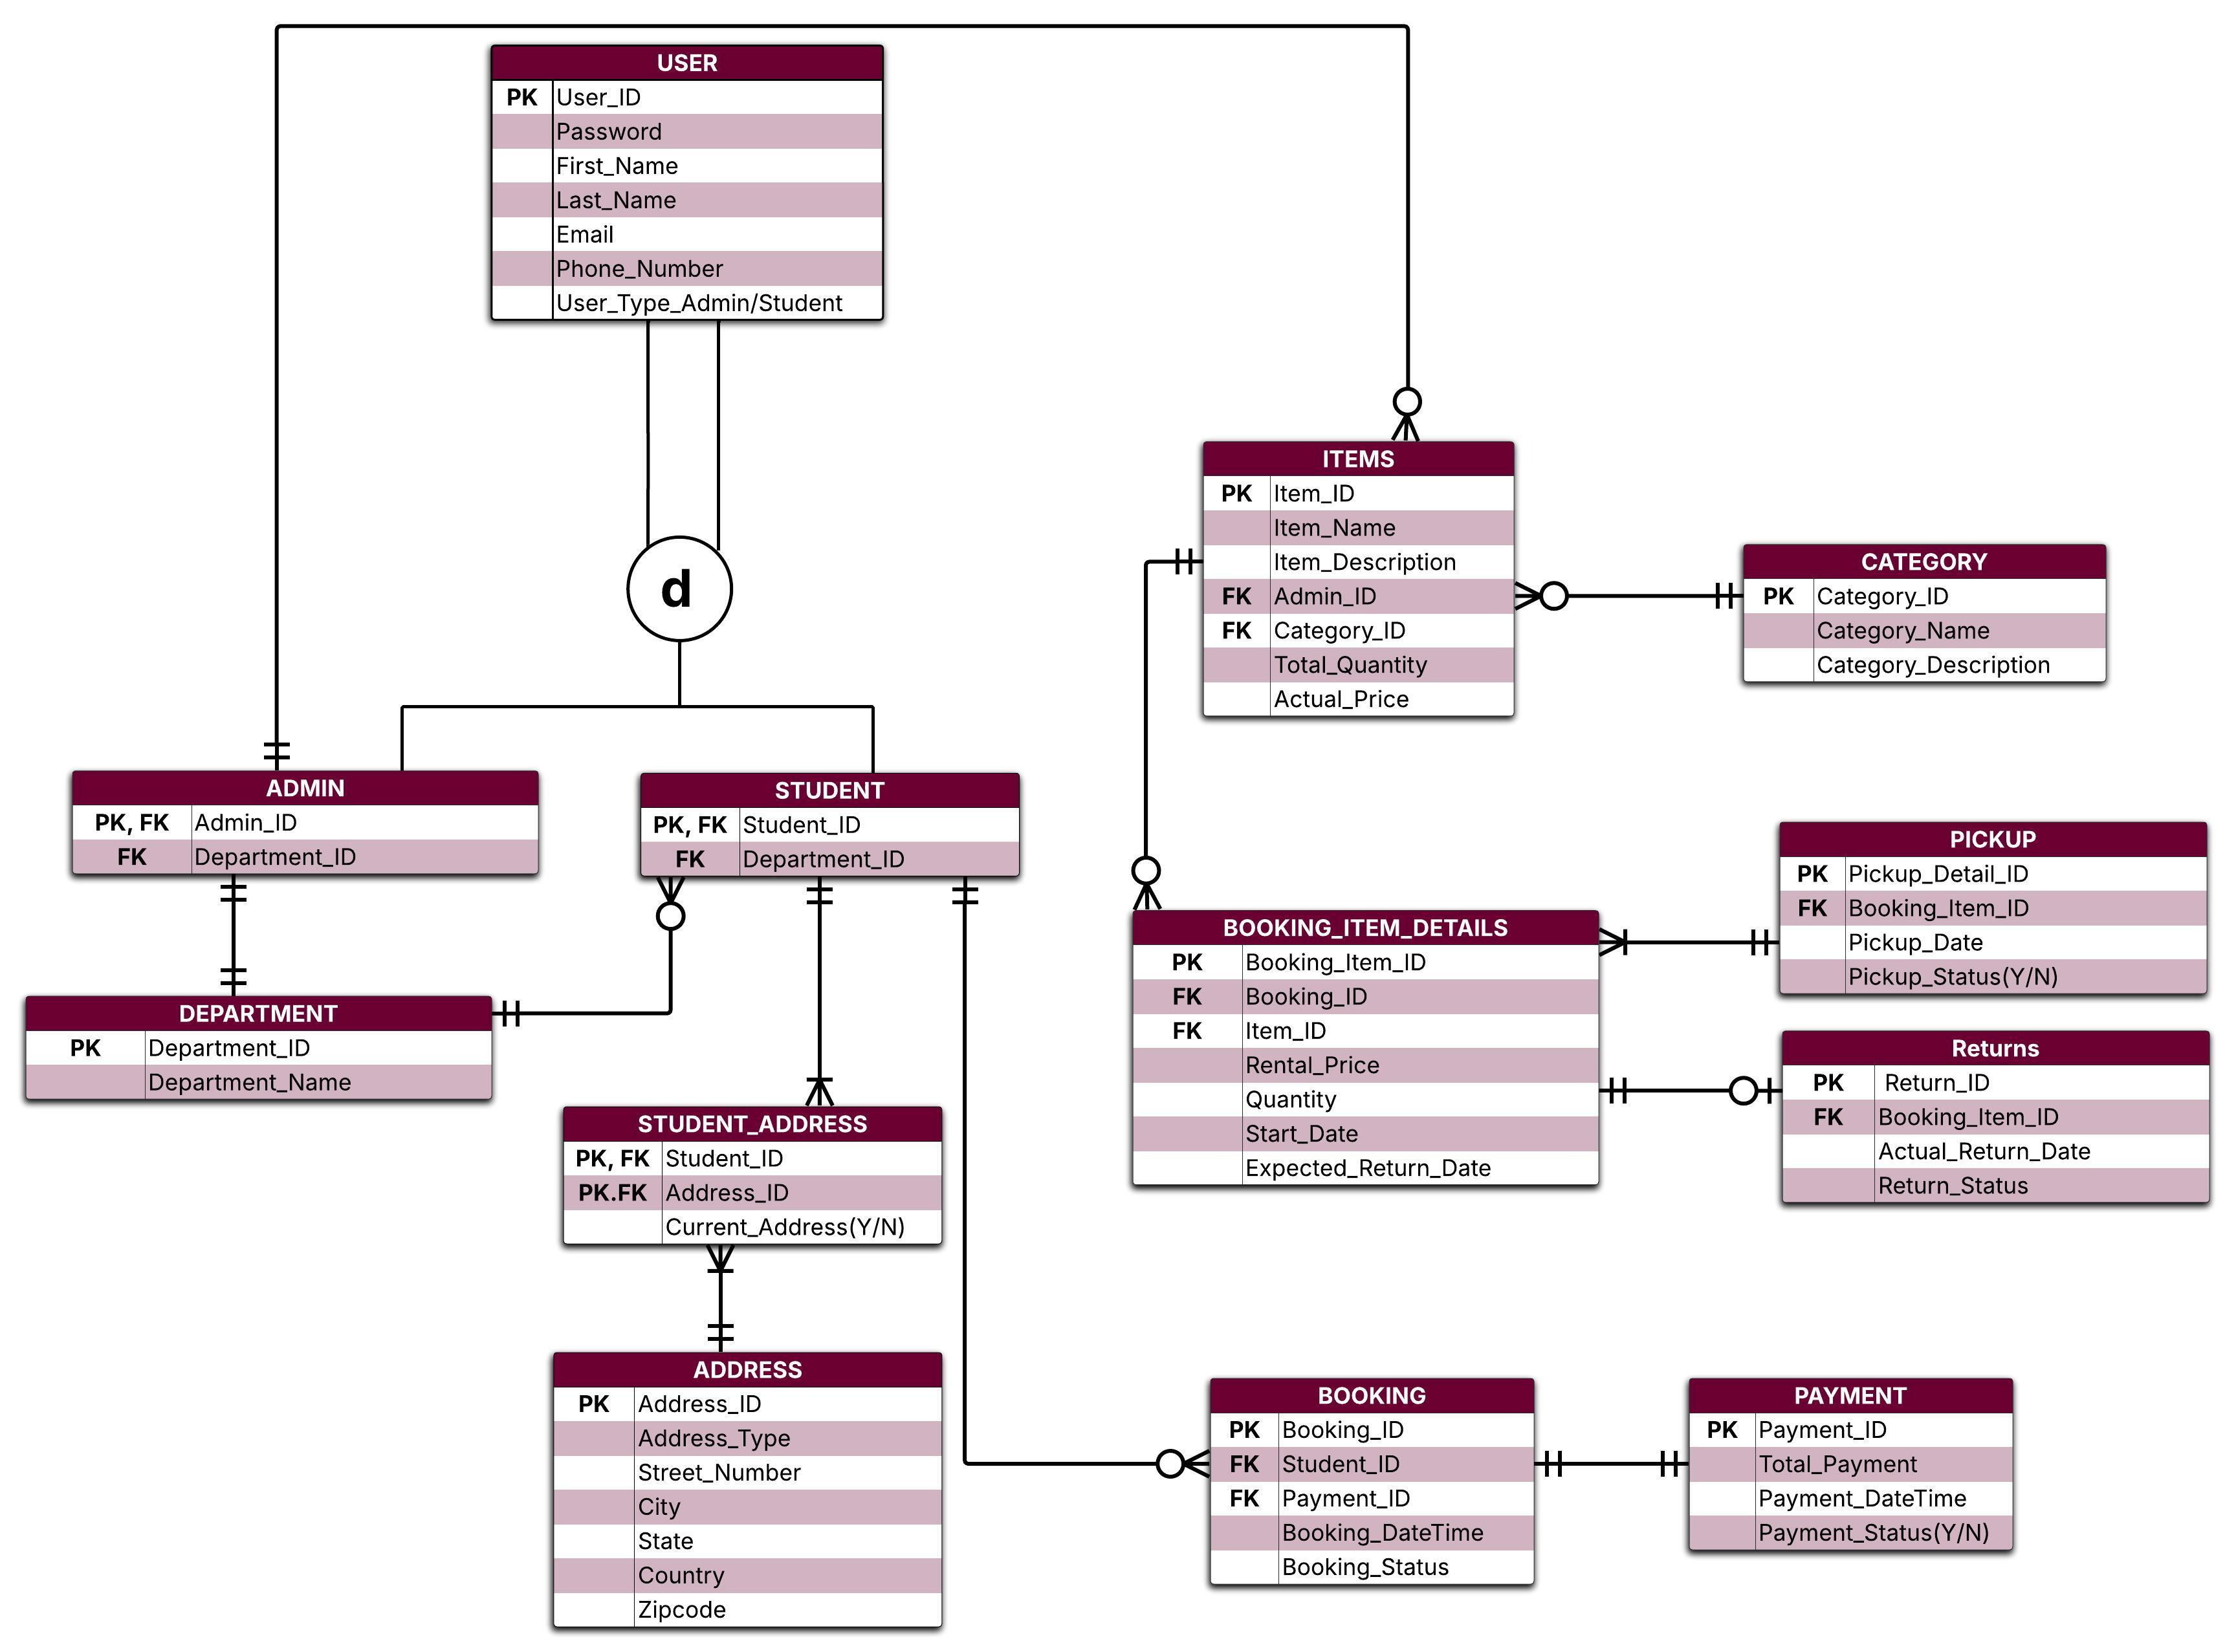 USER
PK User_ID
Password
First_Name
Last_Name
Email
Phone_Number
User_Type_Admin/Student
d
ITEMS
PK Item_ID
Item_Name
Item_Description
FK Admin_ID
FK Category_ID
Total_Quantity
Actual_Price
CATEGORY
PK Category_ID
Category_Name
Category_Description
ADMIN
PK, FK Admin_ID
FK Department_ID
STUDENT
PK, FK Student_ID
FK Department_ID
DEPARTMENT
PK Department_ID
Department_Name
BOOKING_ITEM_DETAILS
PK Booking_Item_ID
FK Booking_ID
FK Item_ID
Rental_Price
Quantity
Start_Date
Expected_Return_Date
PICKUP
PK Pickup_Detail_ID
FK Booking_Item_ID
Pickup_Date
Pickup_Status(Y/N)
Returns
PK Return_ID
FK Booking_Item_ID
Actual_Return_Date
Return_Status
STUDENT_ADDRESS
PK, FK Student_ID
PK.FK Address_ID
Current_Address(Y/N)
ADDRESS
PK Address_ID
Address_Type
Street_Number
City
State
Country
Zipcode
BOOKING
PK Booking_ID
FK Student_ID
FK Payment_ID
Booking_DateTime
Booking_Status
PAYMENT
PK Payment_ID
Total_Payment
Payment_DateTime
Payment_Status(Y/N)